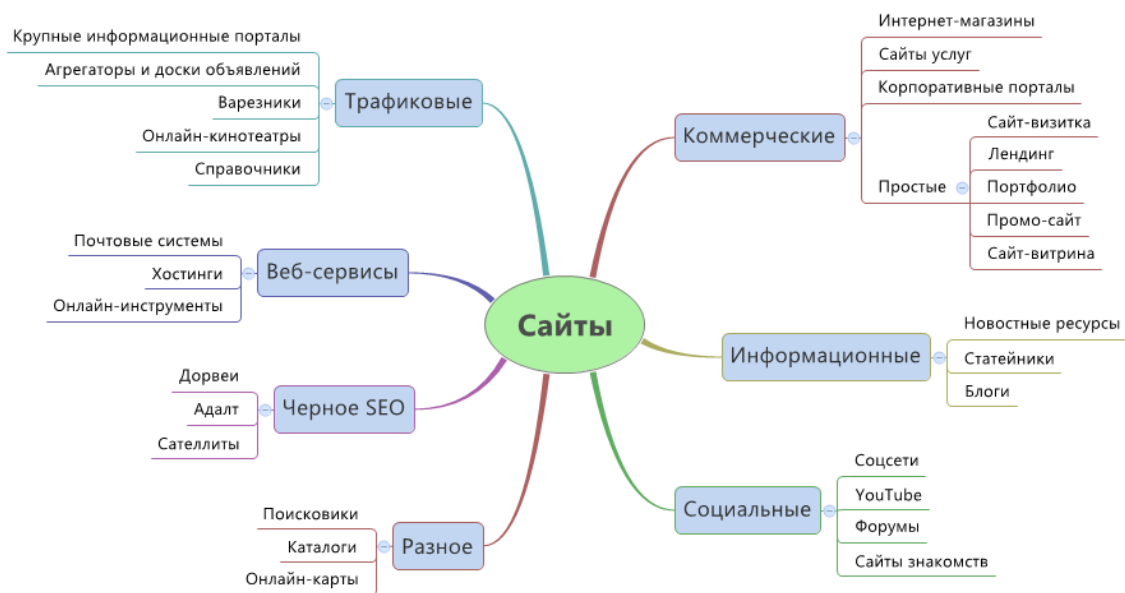 Сайты
Трафиковые
Крупные информационные порталы
Агрегаторы и доски объявлений
Варезники
Онлайн-кинотеатры
Справочники
Веб-сервисы
Почтовые системы
Хостинги
Онлайн-инструменты
Черное SEO
Дорвеи
Адалт
Сателлиты
Разное
Поисковики
Каталоги
Онлайн-карты
Коммерческие
Интернет-магазины
Сайты услуг
Корпоративные порталы
Простые
Сайт-визитка
Лендинг
Портфолио
Промо-сайт
Сайт-витрина
Информационные
Новостные ресурсы
Статейники
Блоги
Социальные
Соцсети
YouTube
Форумы
Сайты знакомств